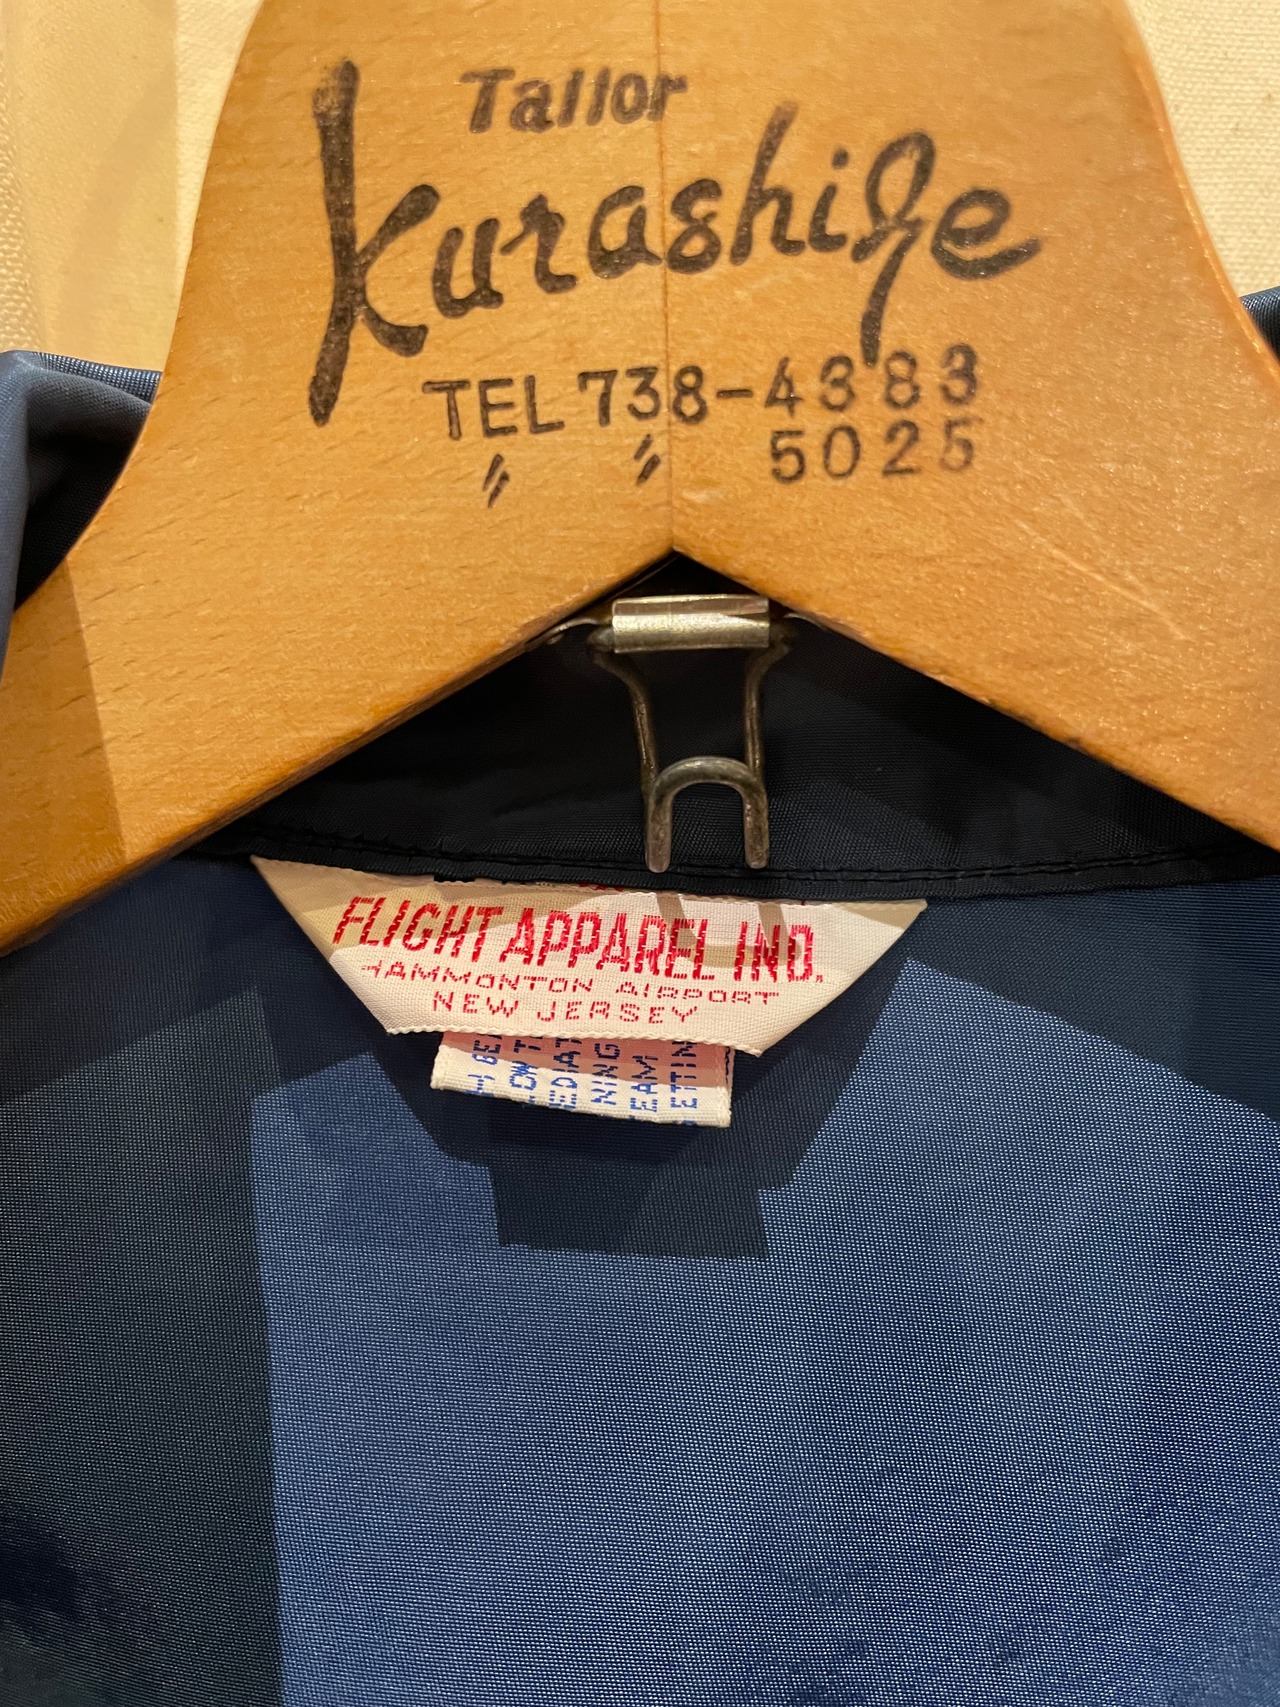 Tailor
Kurashige
TEL 738-4383
〃 〃 5025
FLIGHT APPAREL IND.
HAMMONTON AIRPORT
NEW JERSEY